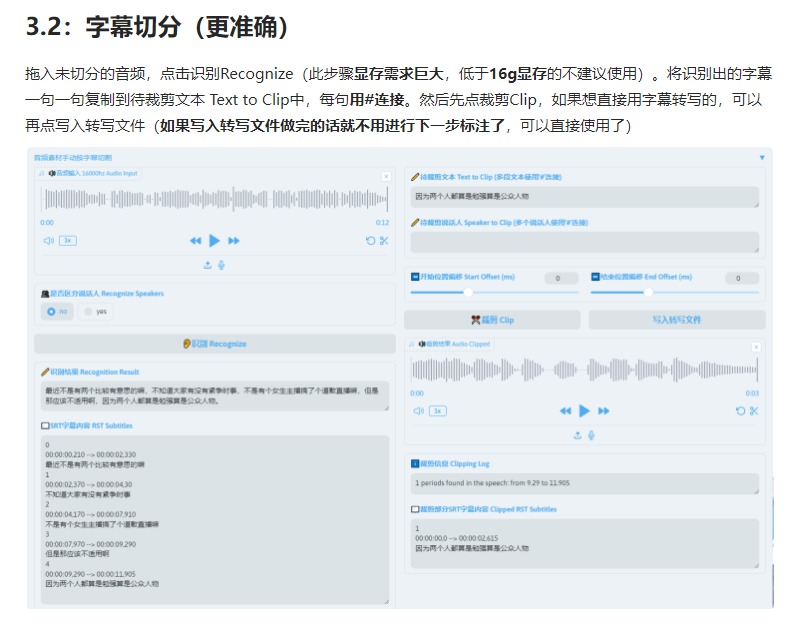 3.2：字幕切分（更准确）
拖入未切分的音频，点击识别Recognize（此步骤显存需求巨大，低于16g显存的不建议使用）。将识别出的字幕
一句一句复制到待裁剪文本 Text to Clip中，每句用#连接。然后先点裁剪Clip，如果想直接用字幕转写的，可以
再点写入转写文件（如果写入转写文件做完的话就不用进行下一步标注了，可以直接使用了）
音频素材手动按字幕切割
音频输入 16000hz Audio Input
0:00
0:12
1x
是否区分说话人 Recognize Speakers
no
yes
识别 Recognize
识别结果 Recognition Result
最近不是有两个比较有意思的嘛，不知道大家有没有紧争时事，不是有个女生主播搞了个道歉直播嘛，但是
那应该不适用啊，因为两个人都算是勉强算是公众人物。
SRT字幕内容 RST Subtitles
0
00:00:00,210 --> 00:00:02,330
最近不是有两个比较有意思的嘛
1
00:00:02,370 --> 00:00:04,30
不知道大家有没有紧争时事
2
00:00:04,170 --> 00:00:07,910
不是有个女生主播搞了个道歉直播嘛
3
00:00:07,970 --> 00:00:09,290
但是那应该不适用啊
4
00:00:09,290 --> 00:00:11,905
因为两个人都算是勉强算是公众人物
待裁剪文本 Text to Clip (多段文本使用'#'连接)
因为两个人都算是勉强算是公众人物
待裁剪说话人 Speaker to Clip (多个说话人使用'#'连接)
开始位置偏移 Start Offset (ms)
0
结束位置偏移 End Offset (ms)
0
裁剪 Clip
写入转写文件
裁剪结果 Audio Clipped
0:00
0:03
1x
裁剪信息 Clipping Log
1 periods found in the speech: from 9.29 to 11.905
裁剪部分SRT字幕内容 Clipped RST Subtitles
1
00:00:00,0 --> 00:00:02,615
因为两个人都算是勉强算是公众人物